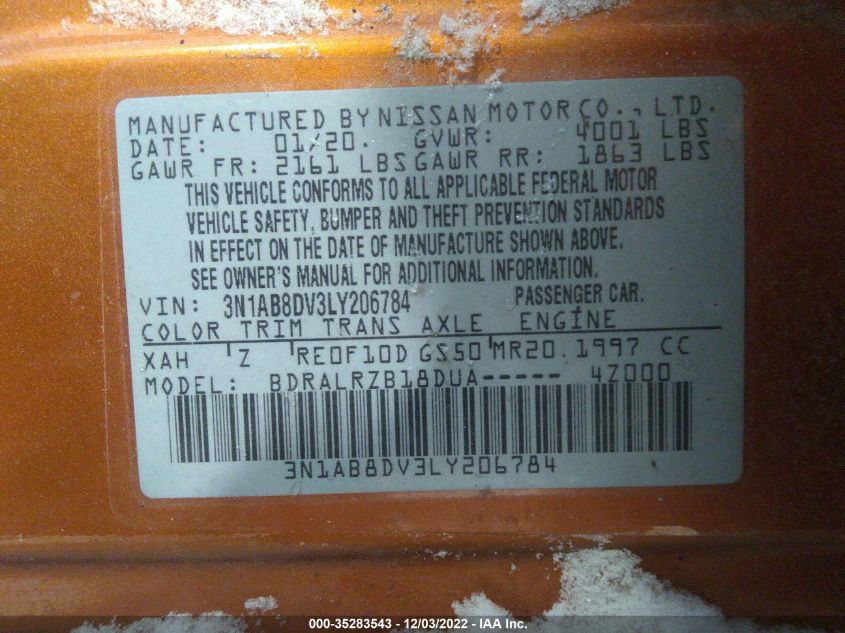 MANUFACTURED BY NISSAN MOTOR CO., LTD.
DATE: 01/20. GVWR: 4001 LBS
GAWR FR: 2161 LBS GAWR RR: 1863 LBS
THIS VEHICLE CONFORMS TO ALL APPLICABLE FEDERAL MOTOR
VEHICLE SAFETY, BUMPER AND THEFT PREVENTION STANDARDS
IN EFFECT ON THE DATE OF MANUFACTURE SHOWN ABOVE.
SEE OWNER'S MANUAL FOR ADDITIONAL INFORMATION.
VIN: 3N1AB8DV3LY206784 PASSENGER CAR.
COLOR TRIM TRANS AXLE ENGINE
XAH Z RE0F10D GS50 MR20. 1997 CC
MODEL: BDRALRZB18DUA----- 4Z000
3N1AB8DV3LY206784
000-35283543 - 12/03/2022 - IAA Inc.